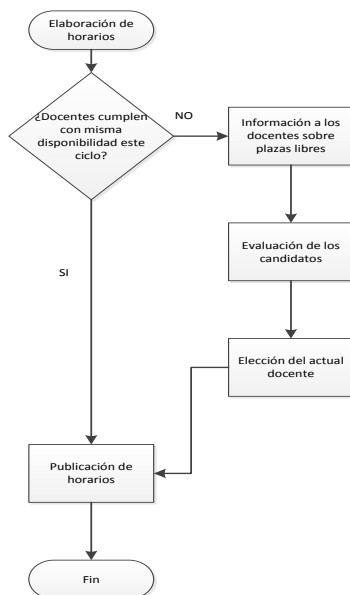 Elaboración de
horarios
¿Docentes cumplen
con misma
disponibilidad este
ciclo?
NO
Información a los
docentes sobre
plazas libres
Evaluación de los
candidatos
SI
Elección del actual
docente
Publicación de
horarios
Fin